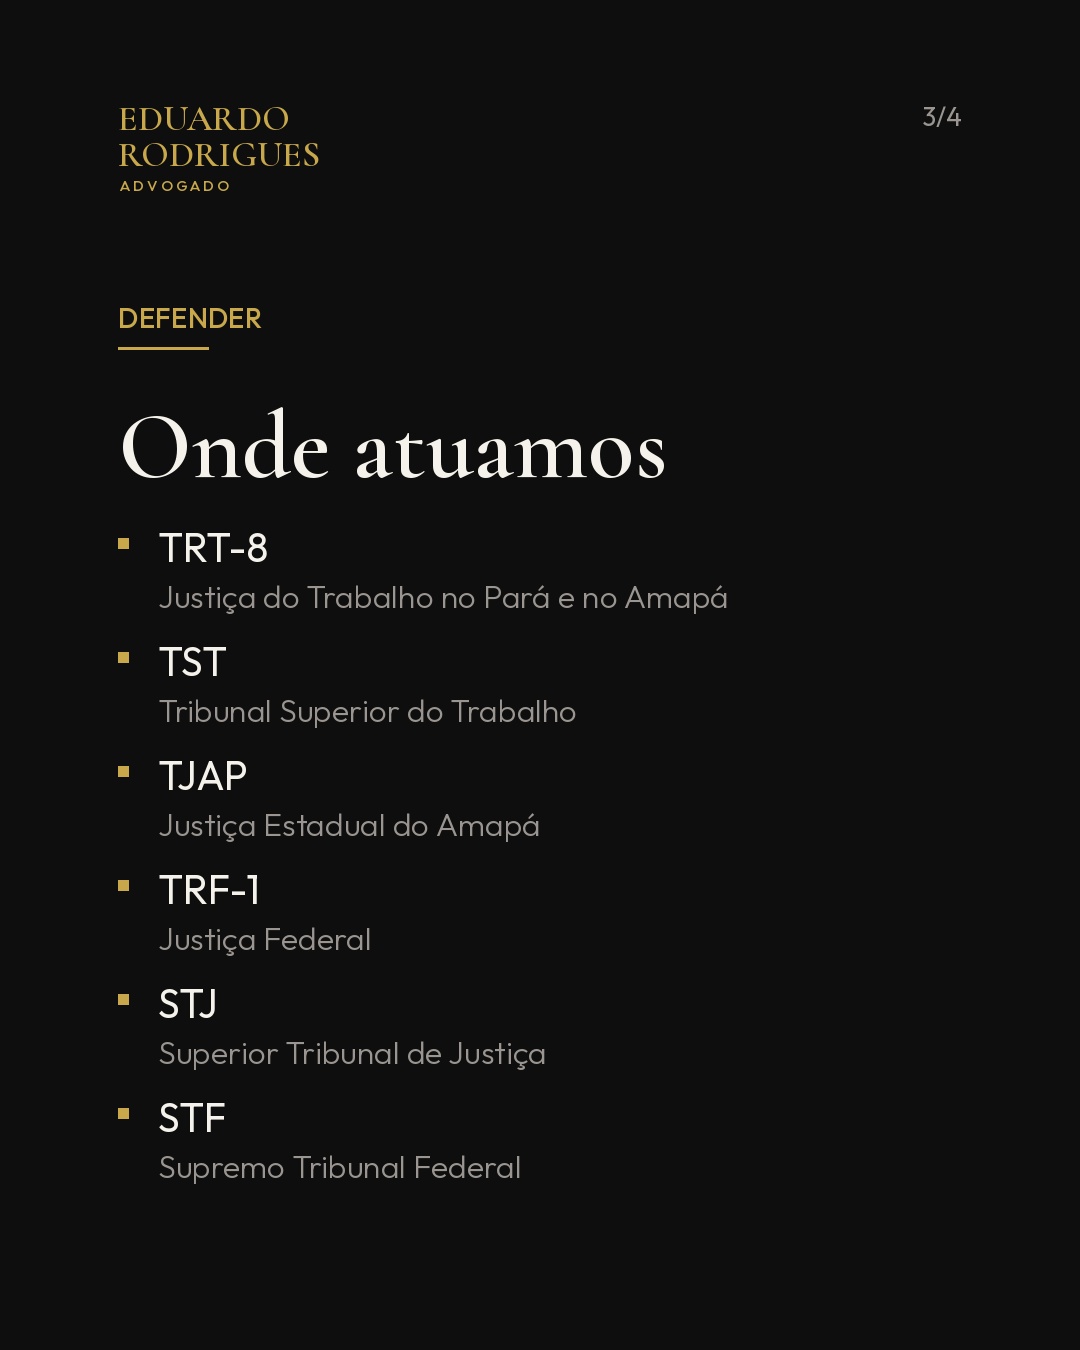 EDUARDO
RODRIGUES
ADVOGADO
3/4
DEFENDER
Onde atuamos
TRT-8
Justiça do Trabalho no Pará e no Amapá
TST
Tribunal Superior do Trabalho
TJAP
Justiça Estadual do Amapá
TRF-1
Justiça Federal
STJ
Superior Tribunal de Justiça
STF
Supremo Tribunal Federal